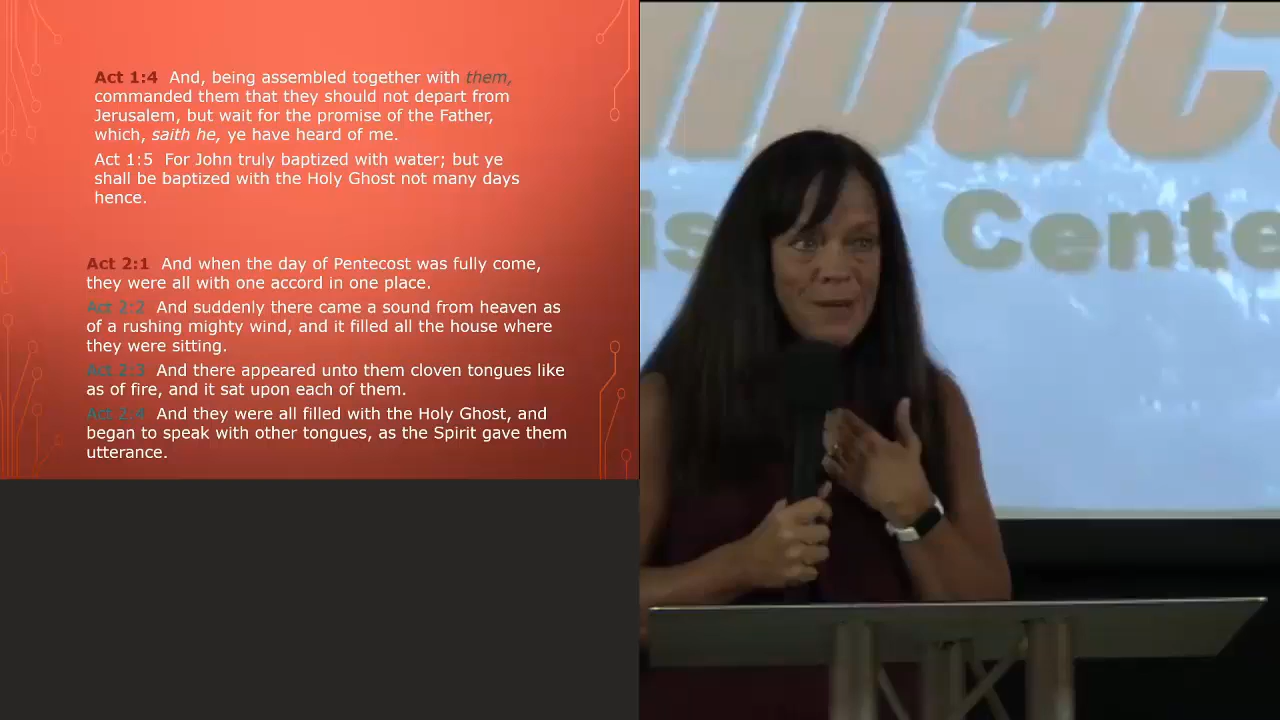 Act 1:4 And, being assembled together with them,
commanded them that they should not depart from
Jerusalem, but wait for the promise of the Father,
which, saith he, ye have heard of me.
Act 1:5 For John truly baptized with water; but ye
shall be baptized with the Holy Ghost not many days
hence.
Act 2:1 And when the day of Pentecost was fully come,
they were all with one accord in one place.
Act 2:2 And suddenly there came a sound from heaven as
of a rushing mighty wind, and it filled all the house where
they were sitting.
Act 2:3 And there appeared unto them cloven tongues like
as of fire, and it sat upon each of them.
Act 2:4 And they were all filled with the Holy Ghost, and
began to speak with other tongues, as the Spirit gave them
utterance.